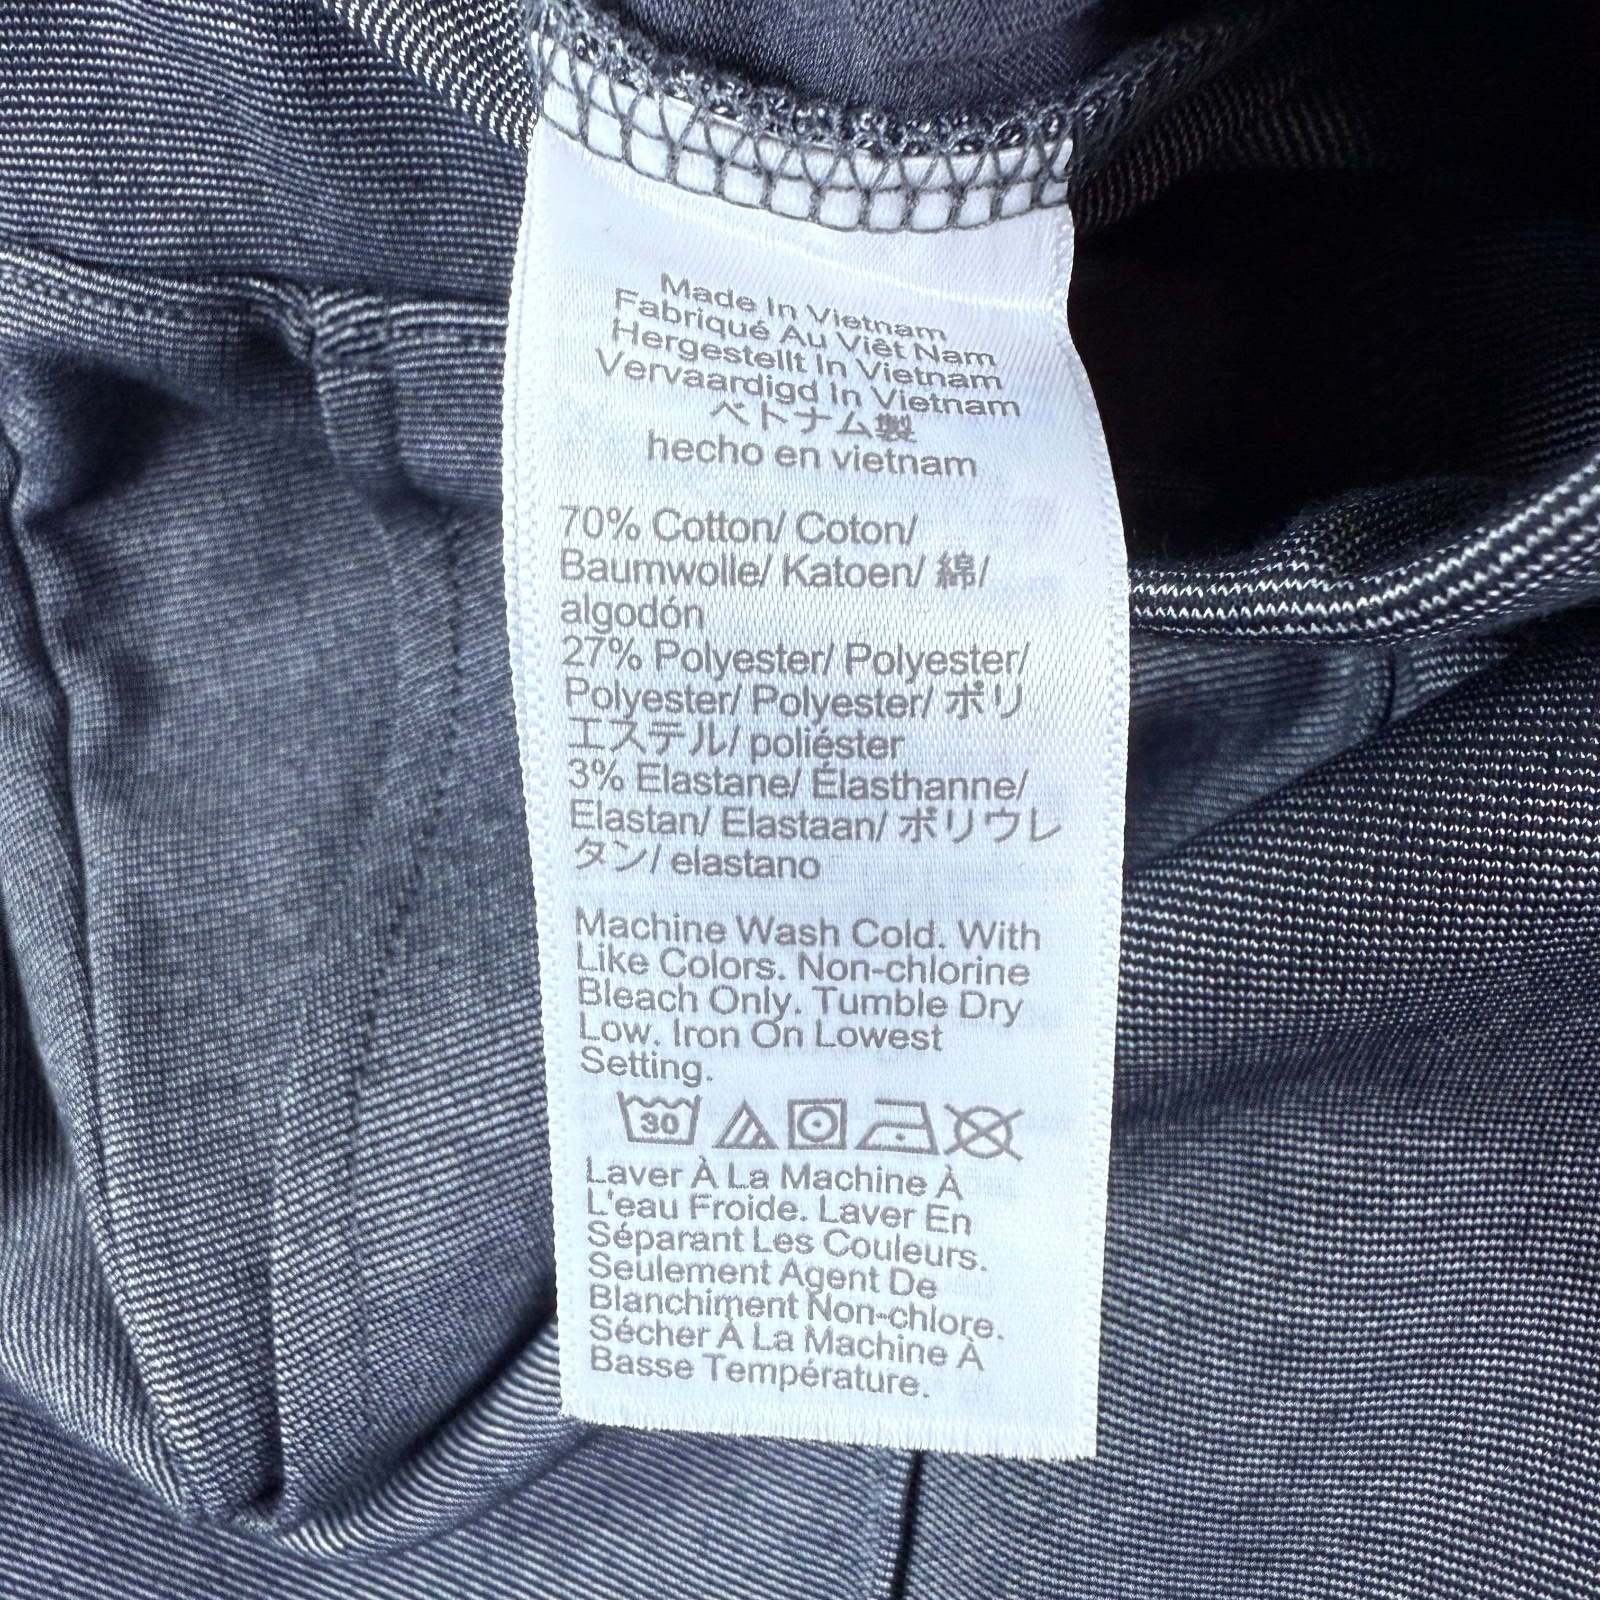 Made In Vietnam
Fabriqué Au Viêt Nam
Hergestellt In Vietnam
Vervaardigd In Vietnam
ベトナム製
hecho en vietnam
70% Cotton/ Coton/
Baumwolle/ Katoen/ 綿/
algodón
27% Polyester/ Polyester/
Polyester/ Polyester/ ポリ
エステル/ poliéster
3% Elastane/ Élasthanne/
Elastan/ Elastaan/ ポリウレ
タン/ elastano
Machine Wash Cold. With
Like Colors. Non-chlorine
Bleach Only. Tumble Dry
Low. Iron On Lowest
Setting.
30
Laver À La Machine À
L'eau Froide. Laver En
Séparant Les Couleurs.
Seulement Agent De
Blanchiment Non-chlore.
Sécher À La Machine À
Basse Température.